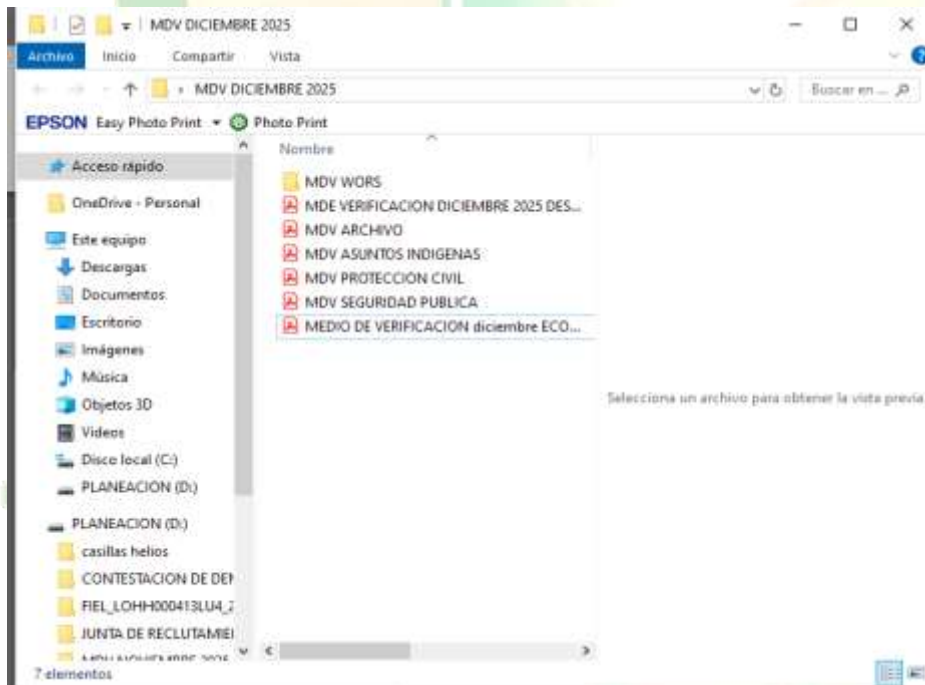 MDV DICIEMBRE 2025
Archivo Inicio Compartir Vista
MDV DICIEMBRE 2025 Buscar en ...
EPSON Easy Photo Print Photo Print
Nombre
Acceso rápido
OneDrive - Personal
Este equipo
Descargas
Documentos
Escritorio
Imágenes
Música
Objetos 3D
Videos
Disco local (C:)
PLANEACION (D:)
PLANEACION (D:)
casillas helios
CONTESTACION DE DEM
FIEL_LOHH000413LU4_2
JUNTA DE RECLUTAMIEI
MDV NOVIEMBRE 2025
MDV WORS
MDE VERIFICACION DICIEMBRE 2025 DES...
MDV ARCHIVO
MDV ASUNTOS INDIGENAS
MDV PROTECCION CIVIL
MDV SEGURIDAD PUBLICA
MEDIO DE VERIFICACION diciembre ECO...
Selecciona un archivo para obtener la vista previa
7 elementos